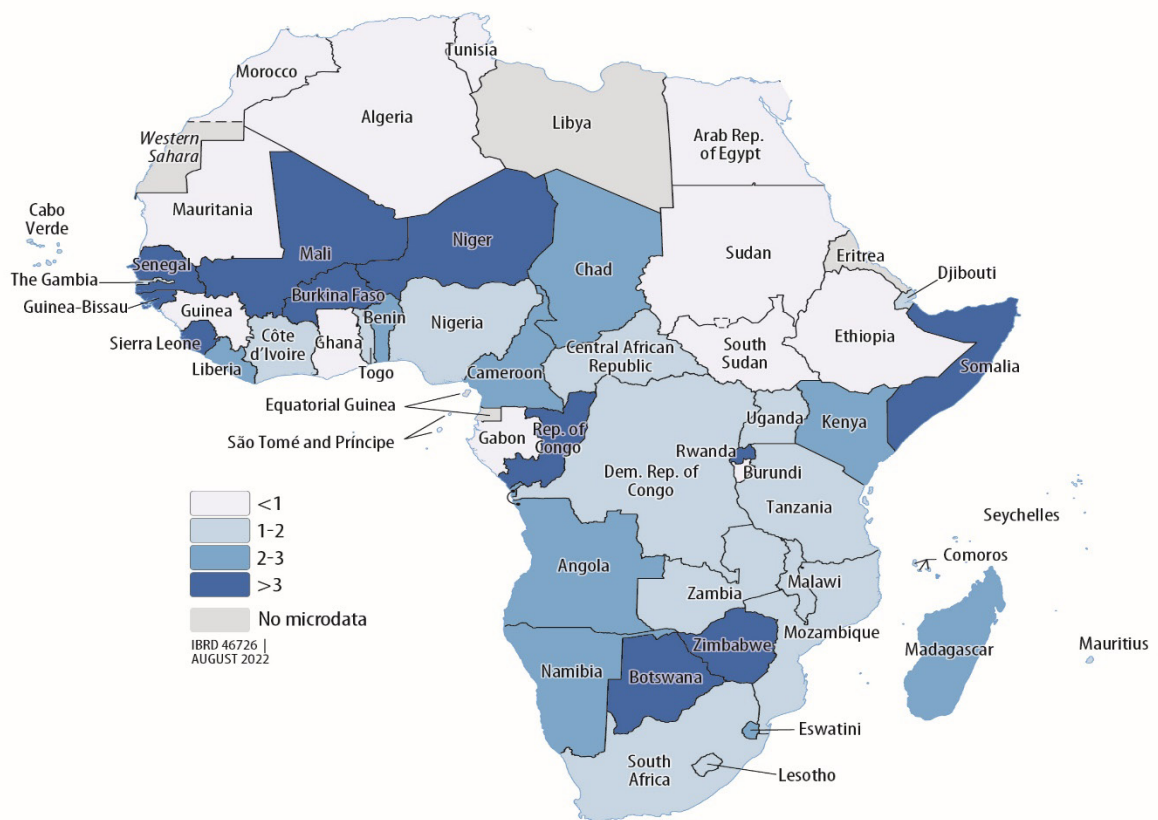 Tunisia
Morocco
Algeria
Libya
Arab Rep.
of Egypt
Western
Sahara
Mauritania
Cabo
Verde
Mali
Niger
Chad
Sudan
Eritrea
Djibouti
Senegal
The Gambia
Guinea-Bissau
Guinea
Burkina Faso
Benin
Nigeria
Ethiopia
South
Sudan
Somalia
Sierra Leone
Côte
d'Ivoire
Ghana
Central African
Republic
Liberia
Togo
Cameroon
Equatorial Guinea
São Tomé and Príncipe
Gabon
Rep. of
Congo
Uganda
Kenya
Rwanda
Burundi
Dem. Rep. of
Congo
Tanzania
Seychelles
Comoros
<1
1-2
2-3
>3
No microdata
IBRD 46726 |
AUGUST 2022
Angola
Zambia
Malawi
Mozambique
Zimbabwe
Madagascar
Mauritius
Namibia
Botswana
Eswatini
South
Africa
Lesotho